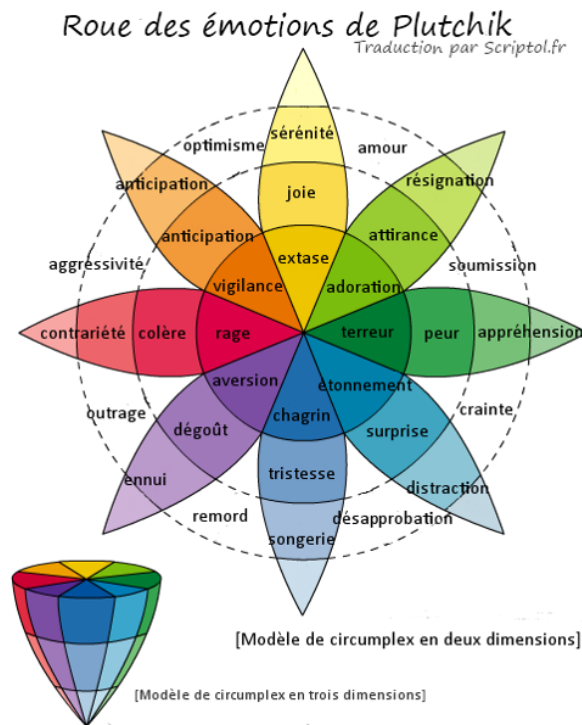 Roue des émotions de Plutchik
Traduction par Scriptol.fr
optimisme
sérénité
amour
anticipation
résignation
joie
anticipation
attirance
aggressivité
extase
soumission
vigilance
adoration
contrariété
colère
rage
terreur
peur
appréhension
aversion
étonnement
outrage
chagrin
crainte
dégoût
surprise
ennui
tristesse
distraction
remord
désapprobation
songerie
[Modèle de circumplex en deux dimensions]
[Modèle de circumplex en trois dimensions]